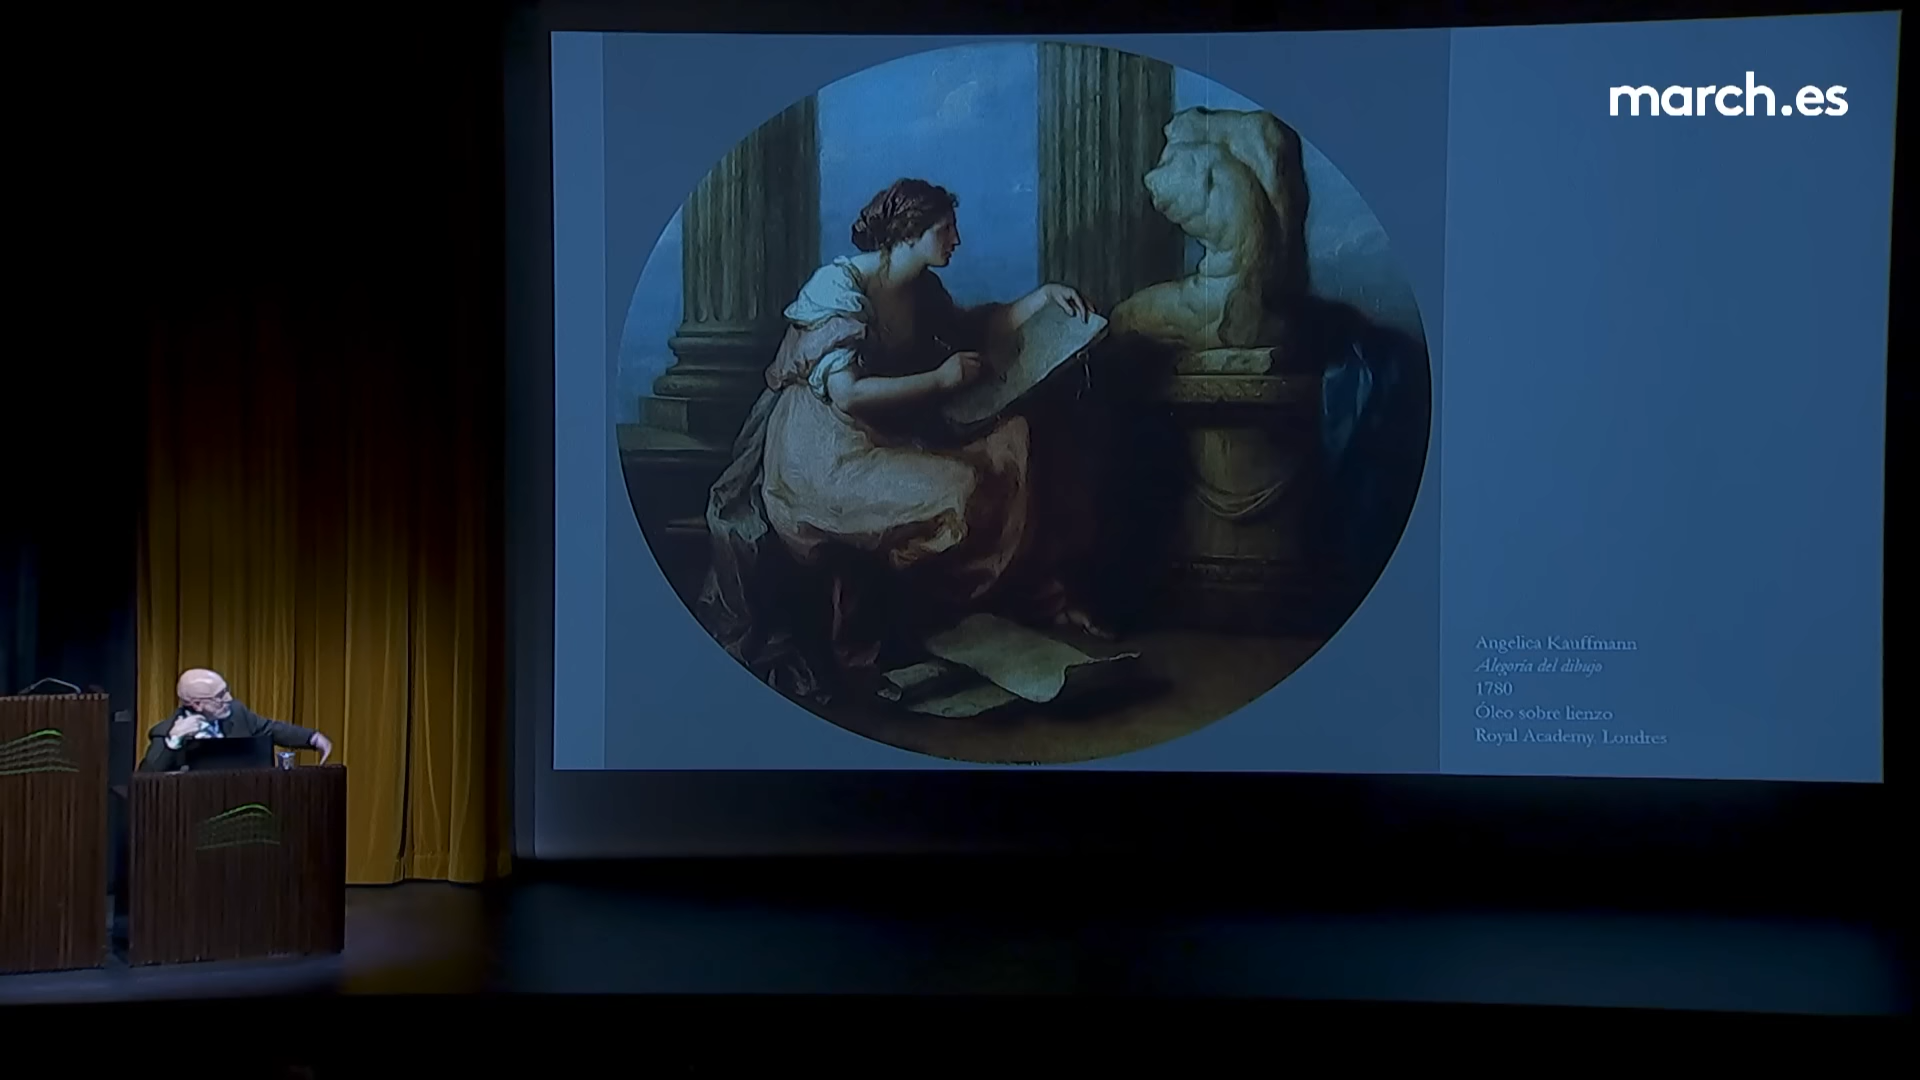 march.es
Angelica Kauffmann
Alegoría del dibujo
1780
Óleo sobre lienzo
Royal Academy. Londres